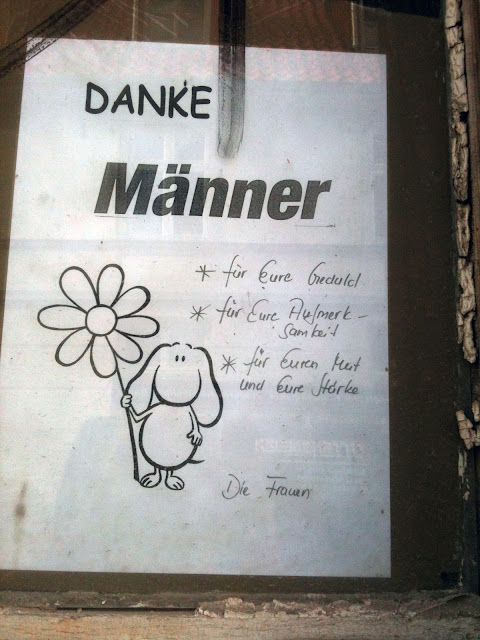 DANKE
Männer
* für Eure Geduld
* für Eure Aufmerk-
samkeit
* für Euren Mut
und Eure Stärke
Die Frauen